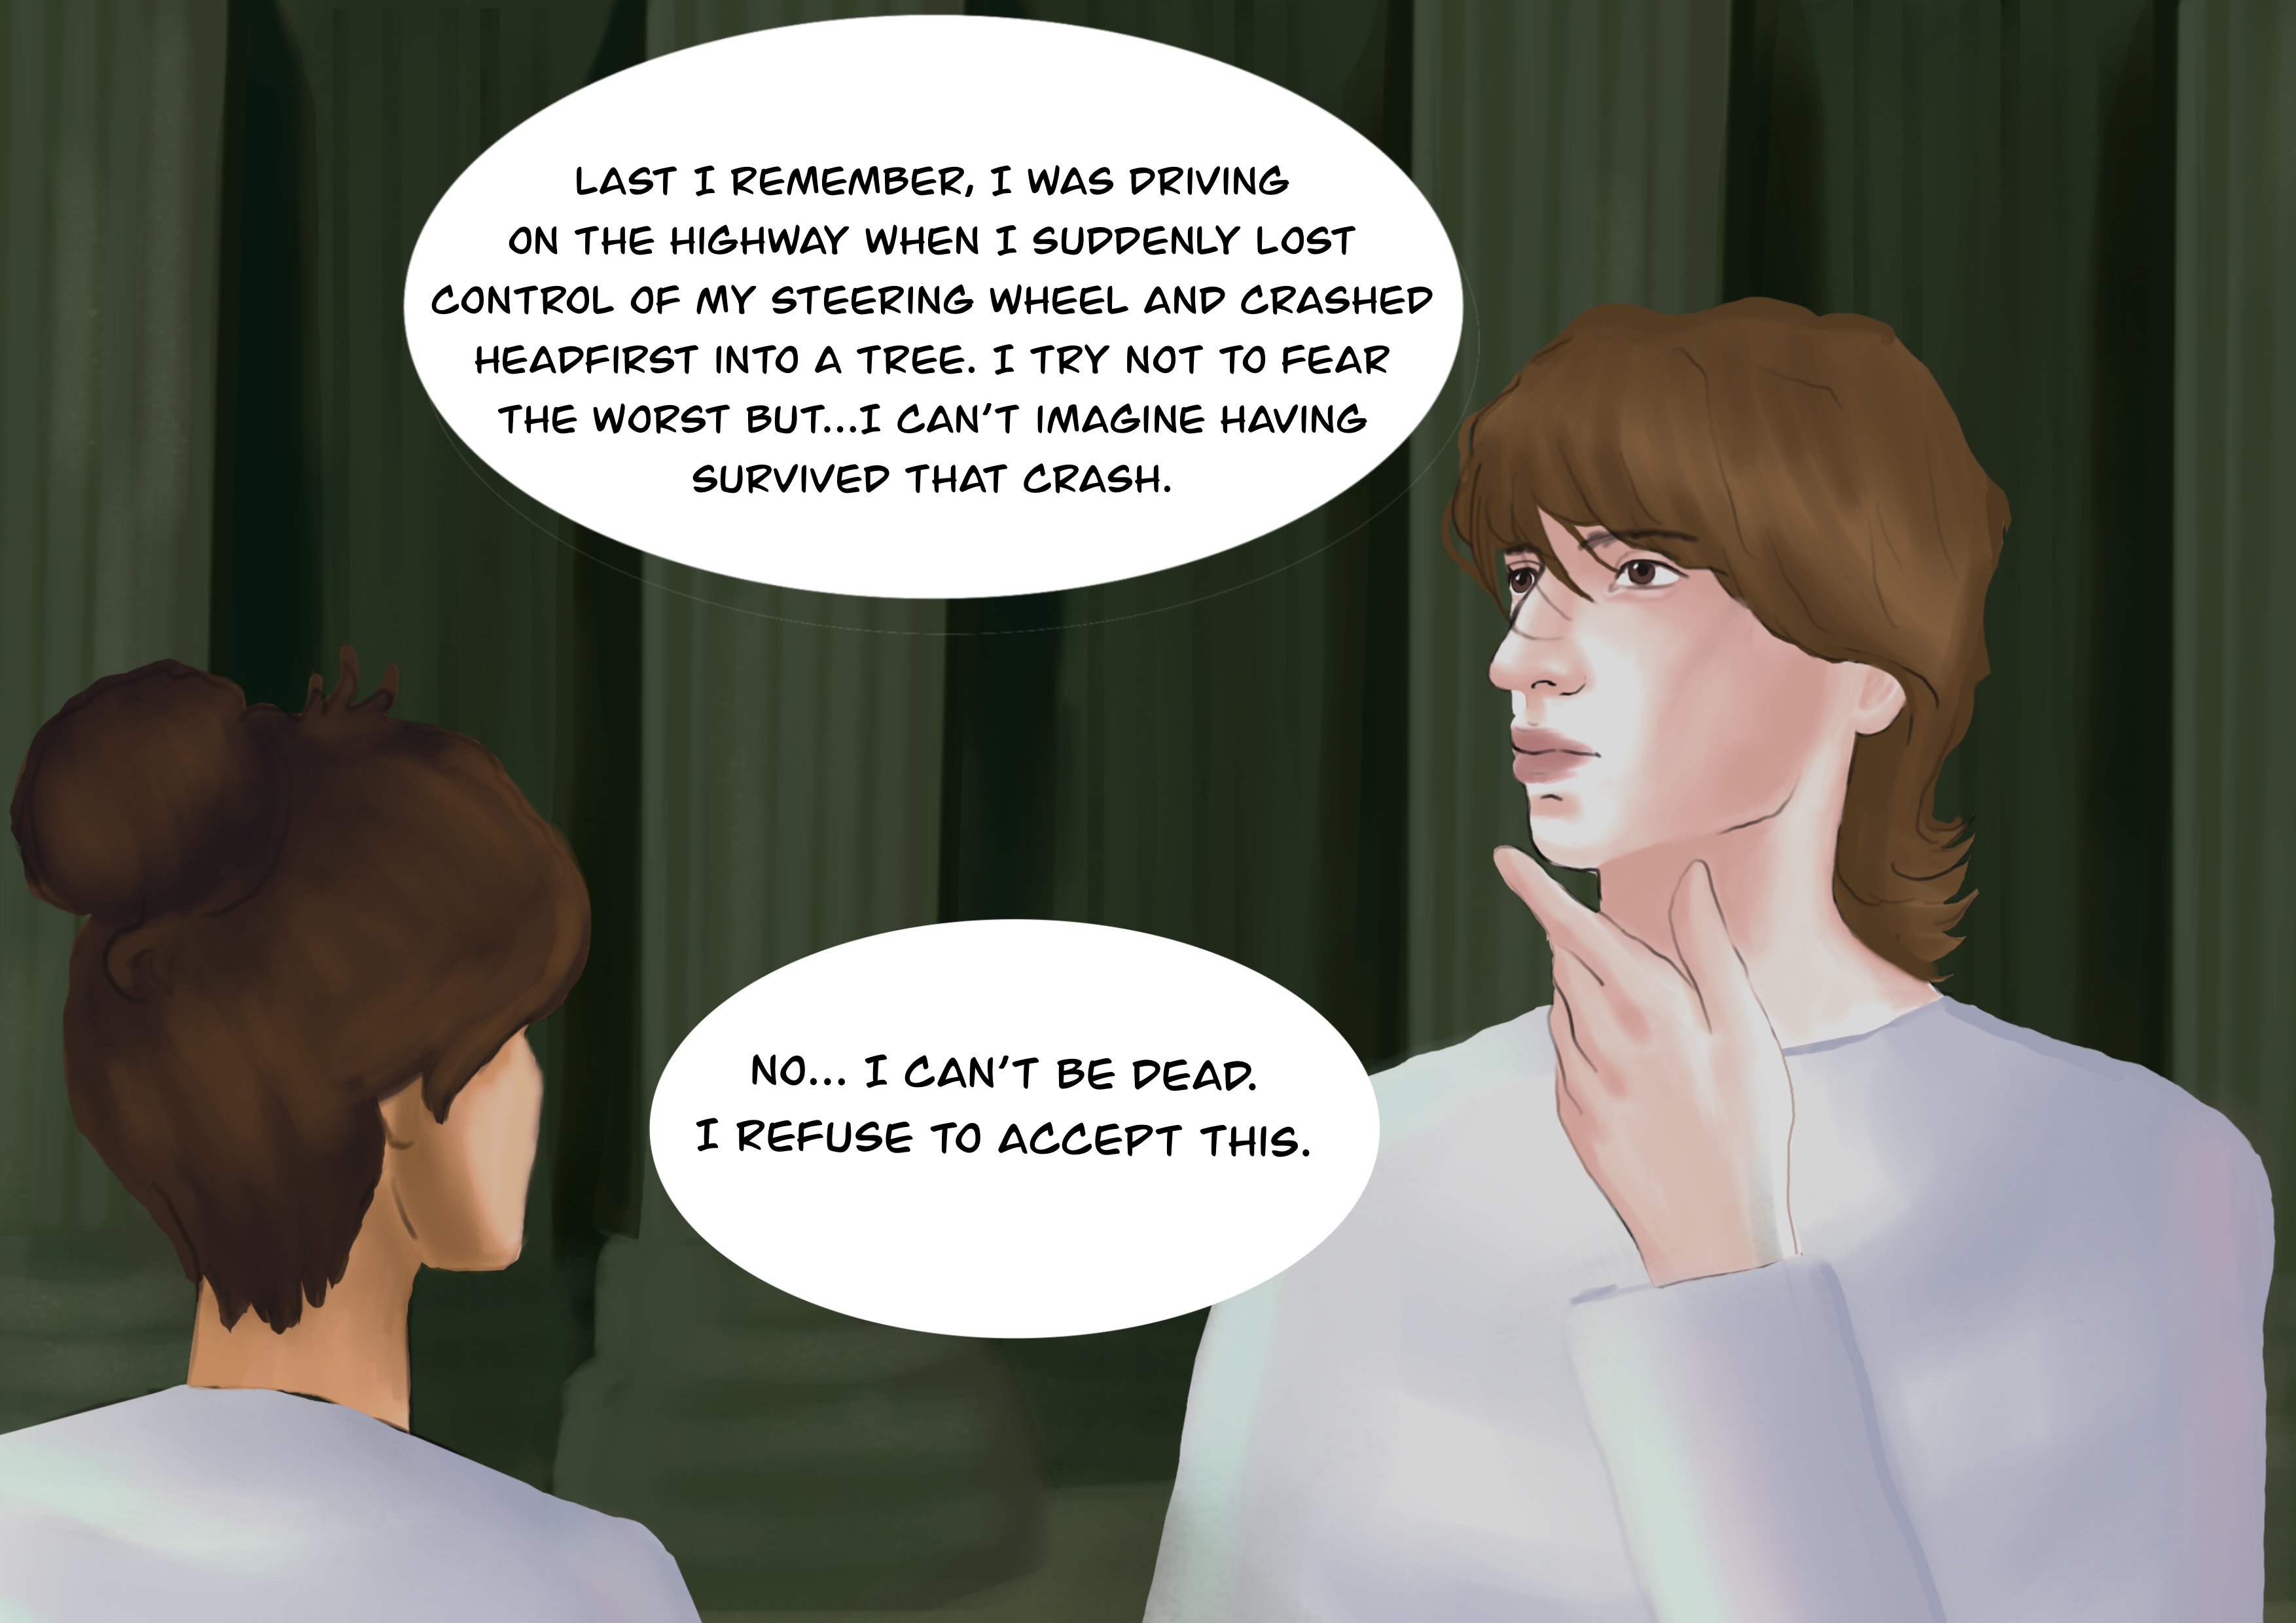 LAST I REMEMBER, I WAS DRIVING
ON THE HIGHWAY WHEN I SUDDENLY LOST
CONTROL OF MY STEERING WHEEL AND CRASHED
HEADFIRST INTO A TREE. I TRY NOT TO FEAR
THE WORST BUT...I CAN'T IMAGINE HAVING
SURVIVED THAT CRASH.
NO... I CAN'T BE DEAD.
I REFUSE TO ACCEPT THIS.